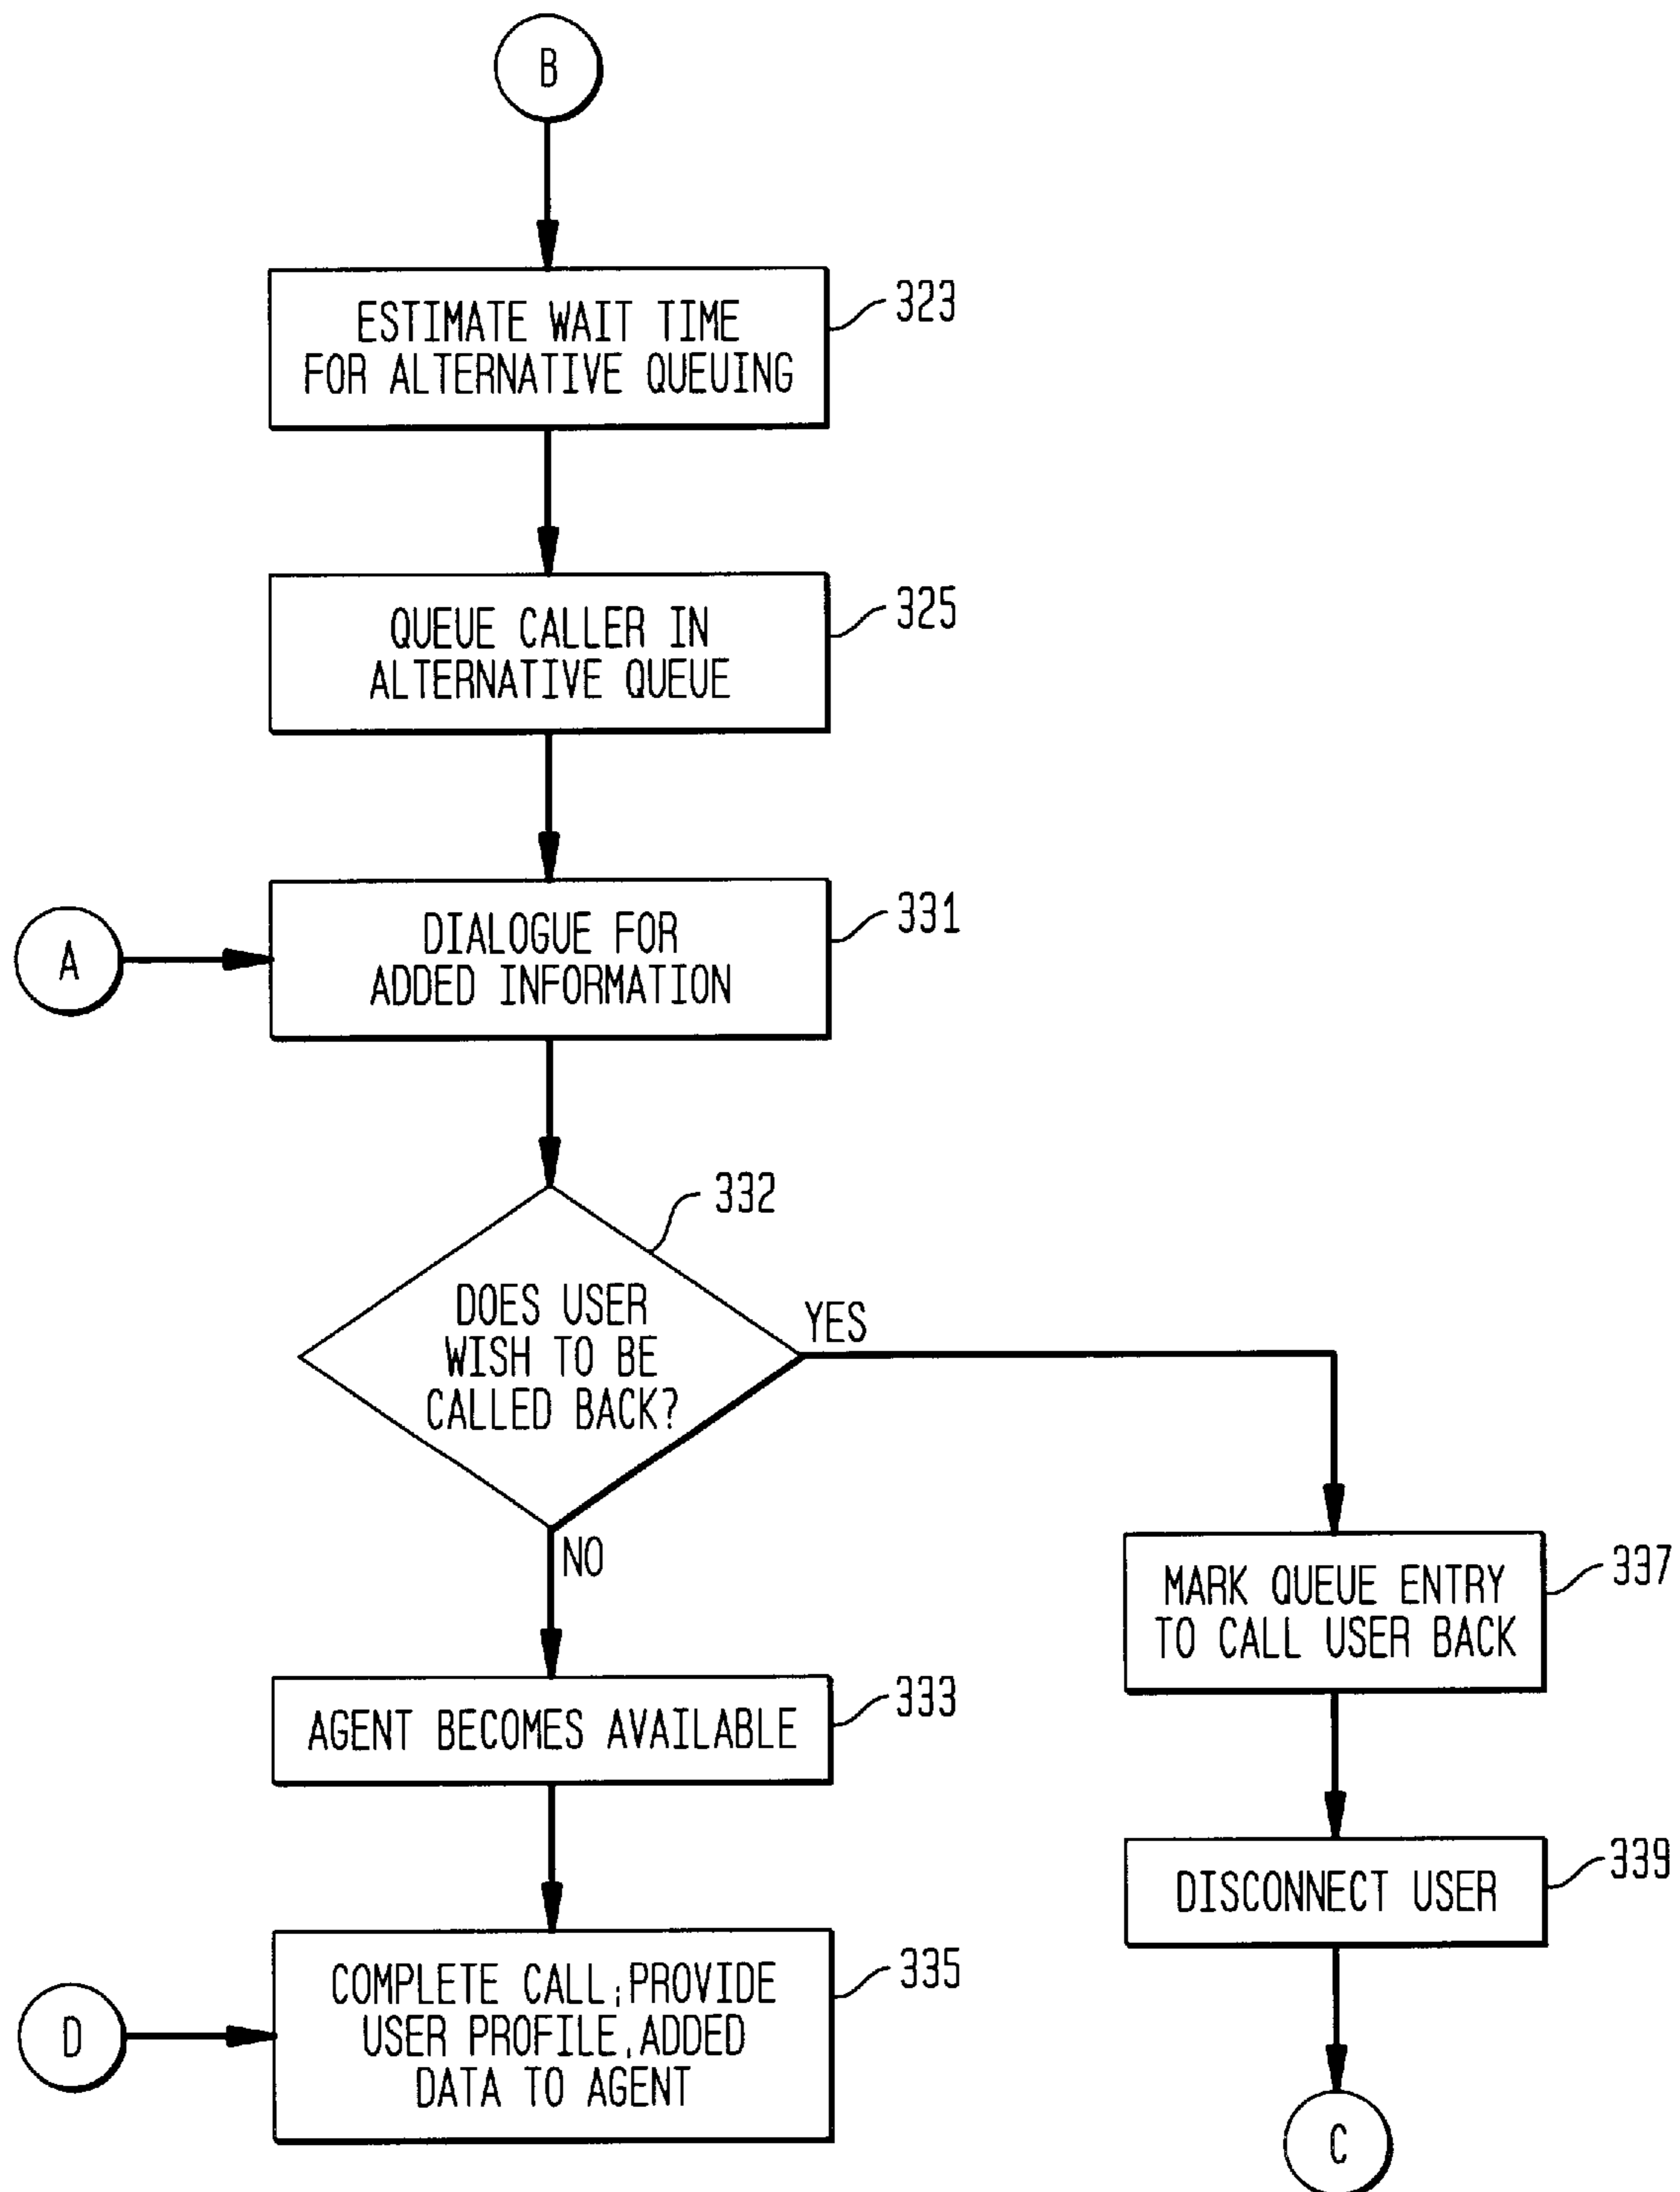 B
ESTIMATE WAIT TIME
FOR ALTERNATIVE QUEUING
323
QUEUE CALLER IN
ALTERNATIVE QUEUE
325
A
DIALOGUE FOR
ADDED INFORMATION
331
332
DOES USER
WISH TO BE
CALLED BACK?
YES
NO
MARK QUEUE ENTRY
TO CALL USER BACK
337
AGENT BECOMES AVAILABLE
333
DISCONNECT USER
339
D
COMPLETE CALL; PROVIDE
USER PROFILE, ADDED
DATA TO AGENT
335
C